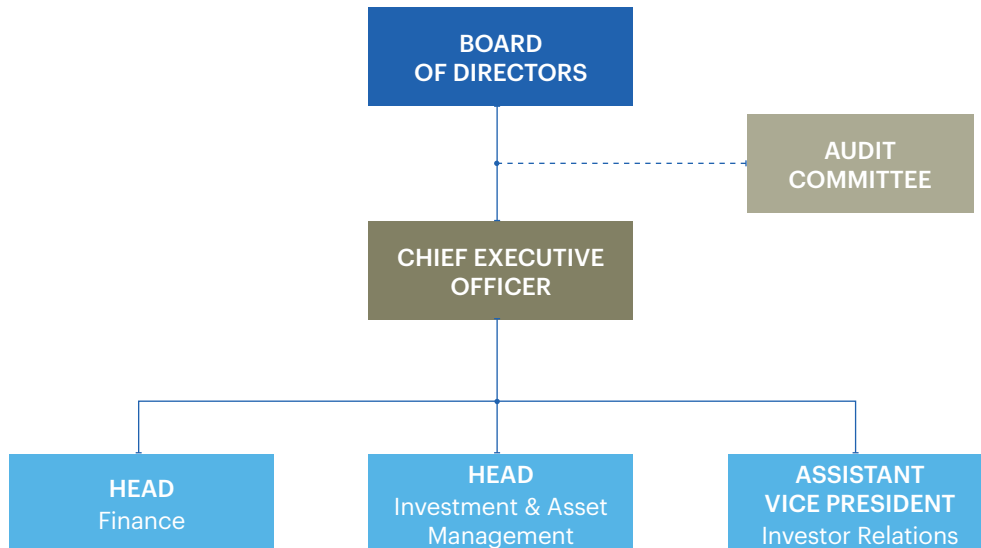 BOARD
OF DIRECTORS
AUDIT
COMMITTEE
CHIEF EXECUTIVE
OFFICER
HEAD
Finance
HEAD
Investment & Asset
Management
ASSISTANT
VICE PRESIDENT
Investor Relations